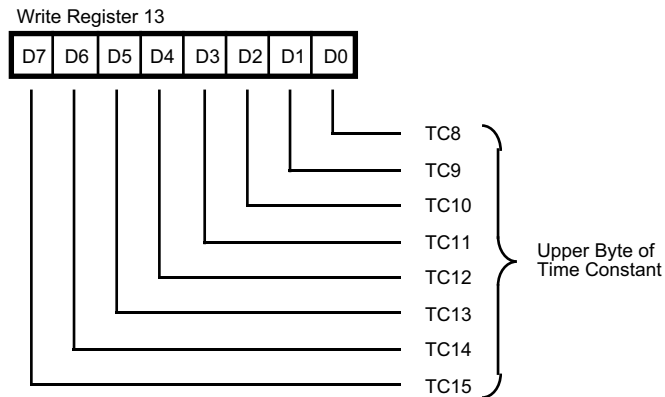 Write Register 13
D7 D6 D5 D4 D3 D2 D1 D0
TC8
TC9
TC10
TC11
TC12
TC13
TC14
TC15
Upper Byte of
Time Constant